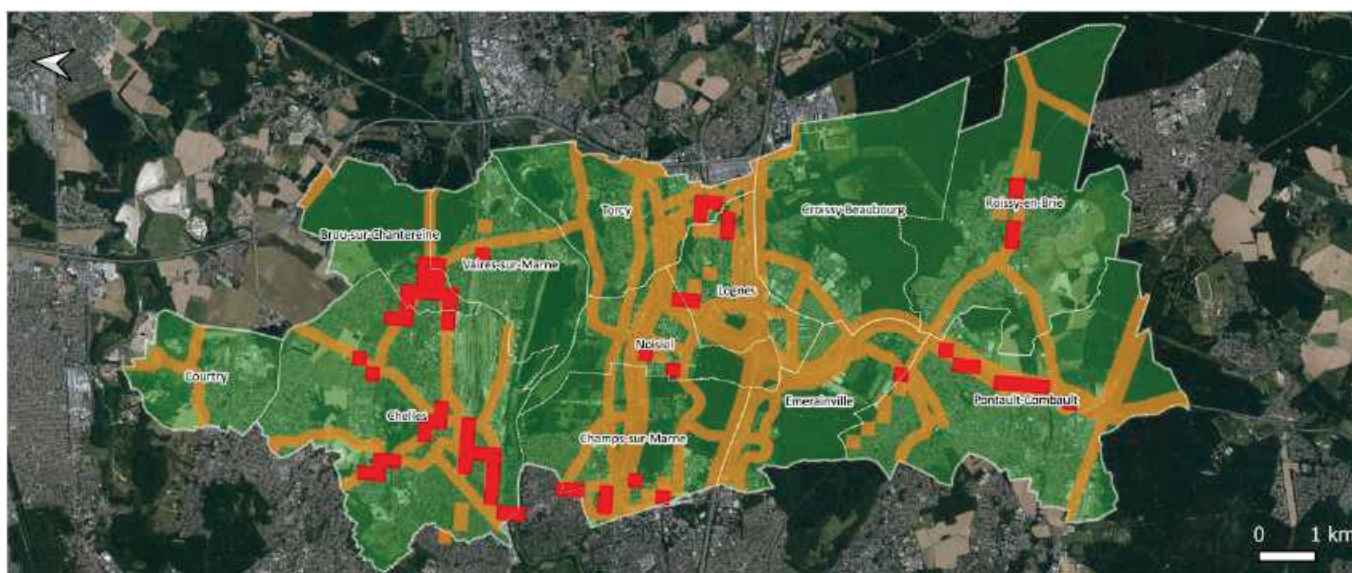 Torcy
Croissy-Beaubourg
Roissy-en-Brie
Brou-sur-Chantereine
Vaires-sur-Marne
Lognes
Noisiel
Courtry
Emerainville
Pontault-Combault
Chelles
Champs-sur-Marne
0 1 km